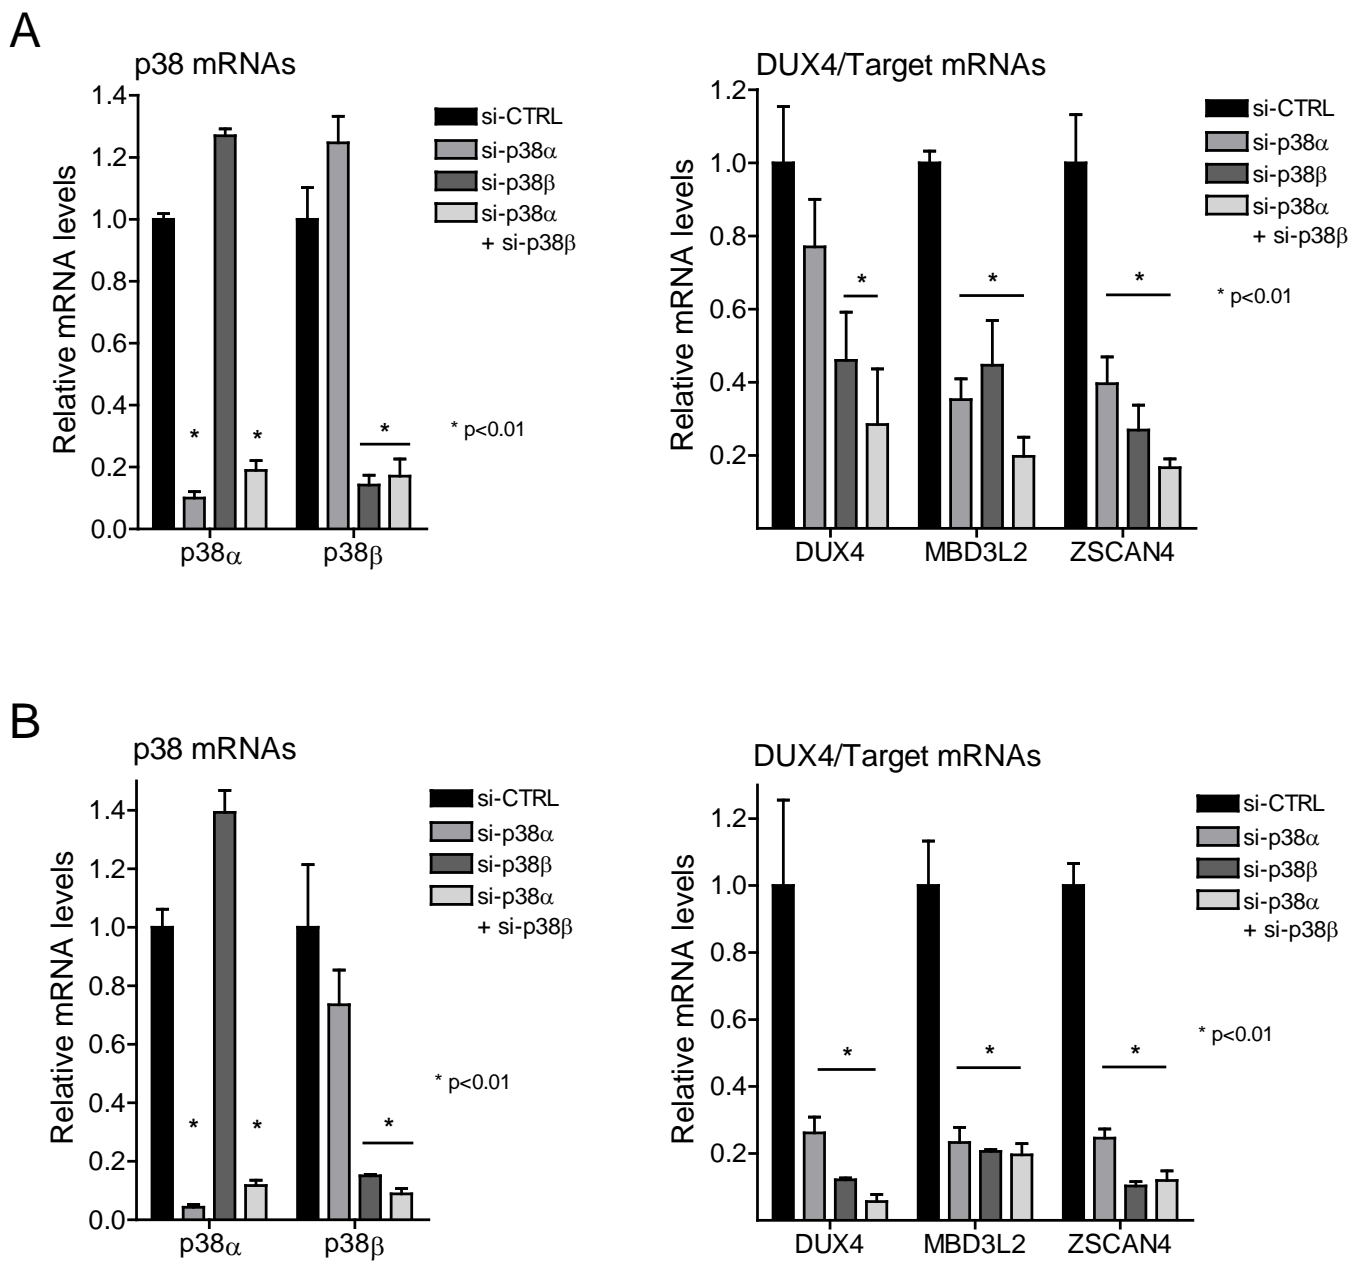 A
p38 mRNAs
Relative mRNA levels
1.4
1.2
1.0
0.8
0.6
0.4
0.2
0.0
* * *
p38α p38β
si-CTRL
si-p38α
si-p38β
si-p38α
+ si-p38β
* p<0.01
DUX4/Target mRNAs
Relative mRNA levels
1.2
1.0
0.8
0.6
0.4
0.2
* * *
DUX4 MBD3L2 ZSCAN4
si-CTRL
si-p38α
si-p38β
si-p38α
+ si-p38β
* p<0.01
B
p38 mRNAs
Relative mRNA levels
1.4
1.2
1.0
0.8
0.6
0.4
0.2
0.0
* * *
p38α p38β
si-CTRL
si-p38α
si-p38β
si-p38α
+ si-p38β
* p<0.01
DUX4/Target mRNAs
Relative mRNA levels
1.2
1.0
0.8
0.6
0.4
0.2
* * *
DUX4 MBD3L2 ZSCAN4
si-CTRL
si-p38α
si-p38β
si-p38α
+ si-p38β
* p<0.01